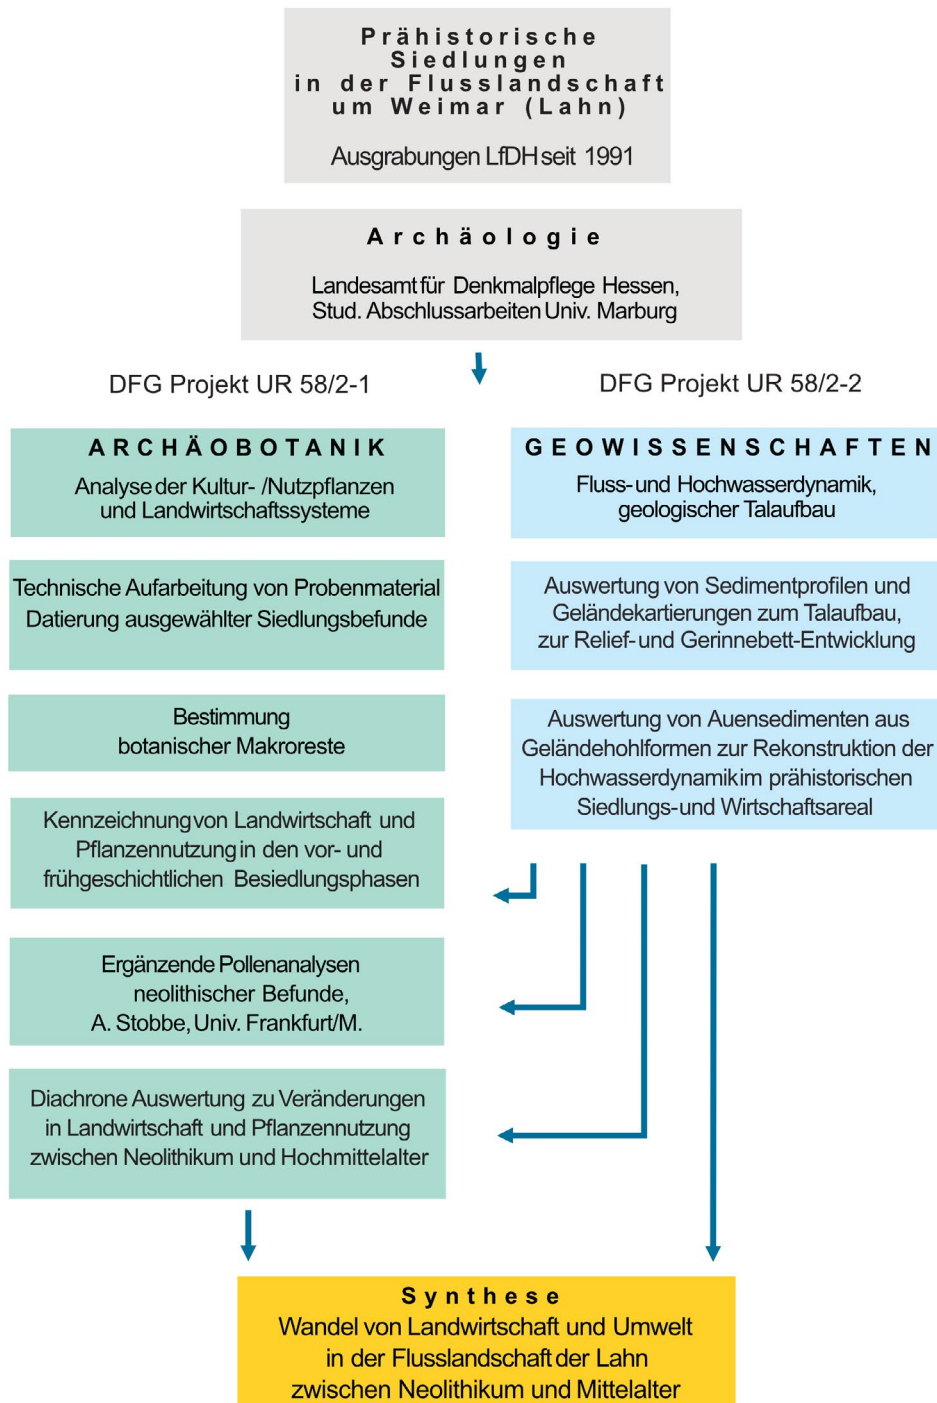 Prähistorische
Siedlungen
in der Flusslandschaft
um Weimar (Lahn)
Ausgrabungen LfDH seit 1991
Archäologie
Landesamt für Denkmalpflege Hessen,
Stud. Abschlussarbeiten Univ. Marburg
DFG Projekt UR 58/2-1
DFG Projekt UR 58/2-2
ARCHÄOBOTANIK
Analyse der Kultur- /Nutzpflanzen
und Landwirtschaftssysteme
Technische Aufarbeitung von Probenmaterial
Datierung ausgewählter Siedlungsbefunde
Bestimmung
botanischer Makroreste
Kennzeichnung von Landwirtschaft und
Pflanzennutzung in den vor- und
frühgeschichtlichen Besiedlungsphasen
Ergänzende Pollenanalysen
neolithischer Befunde,
A. Stobbe, Univ. Frankfurt/M.
Diachrone Auswertung zu Veränderungen
in Landwirtschaft und Pflanzennutzung
zwischen Neolithikum und Hochmittelalter
GEOWISSENSCHAFTEN
Fluss- und Hochwasserdynamik,
geologischer Talaufbau
Auswertung von Sedimentprofilen und
Geländekartierungen zum Talaufbau,
zur Relief- und Gerinnebett-Entwicklung
Auswertung von Auensedimenten aus
Geländehohlformen zur Rekonstruktion der
Hochwasserdynamik im prähistorischen
Siedlungs- und Wirtschaftsareal
Synthese
Wandel von Landwirtschaft und Umwelt
in der Flusslandschaft der Lahn
zwischen Neolithikum und Mittelalter